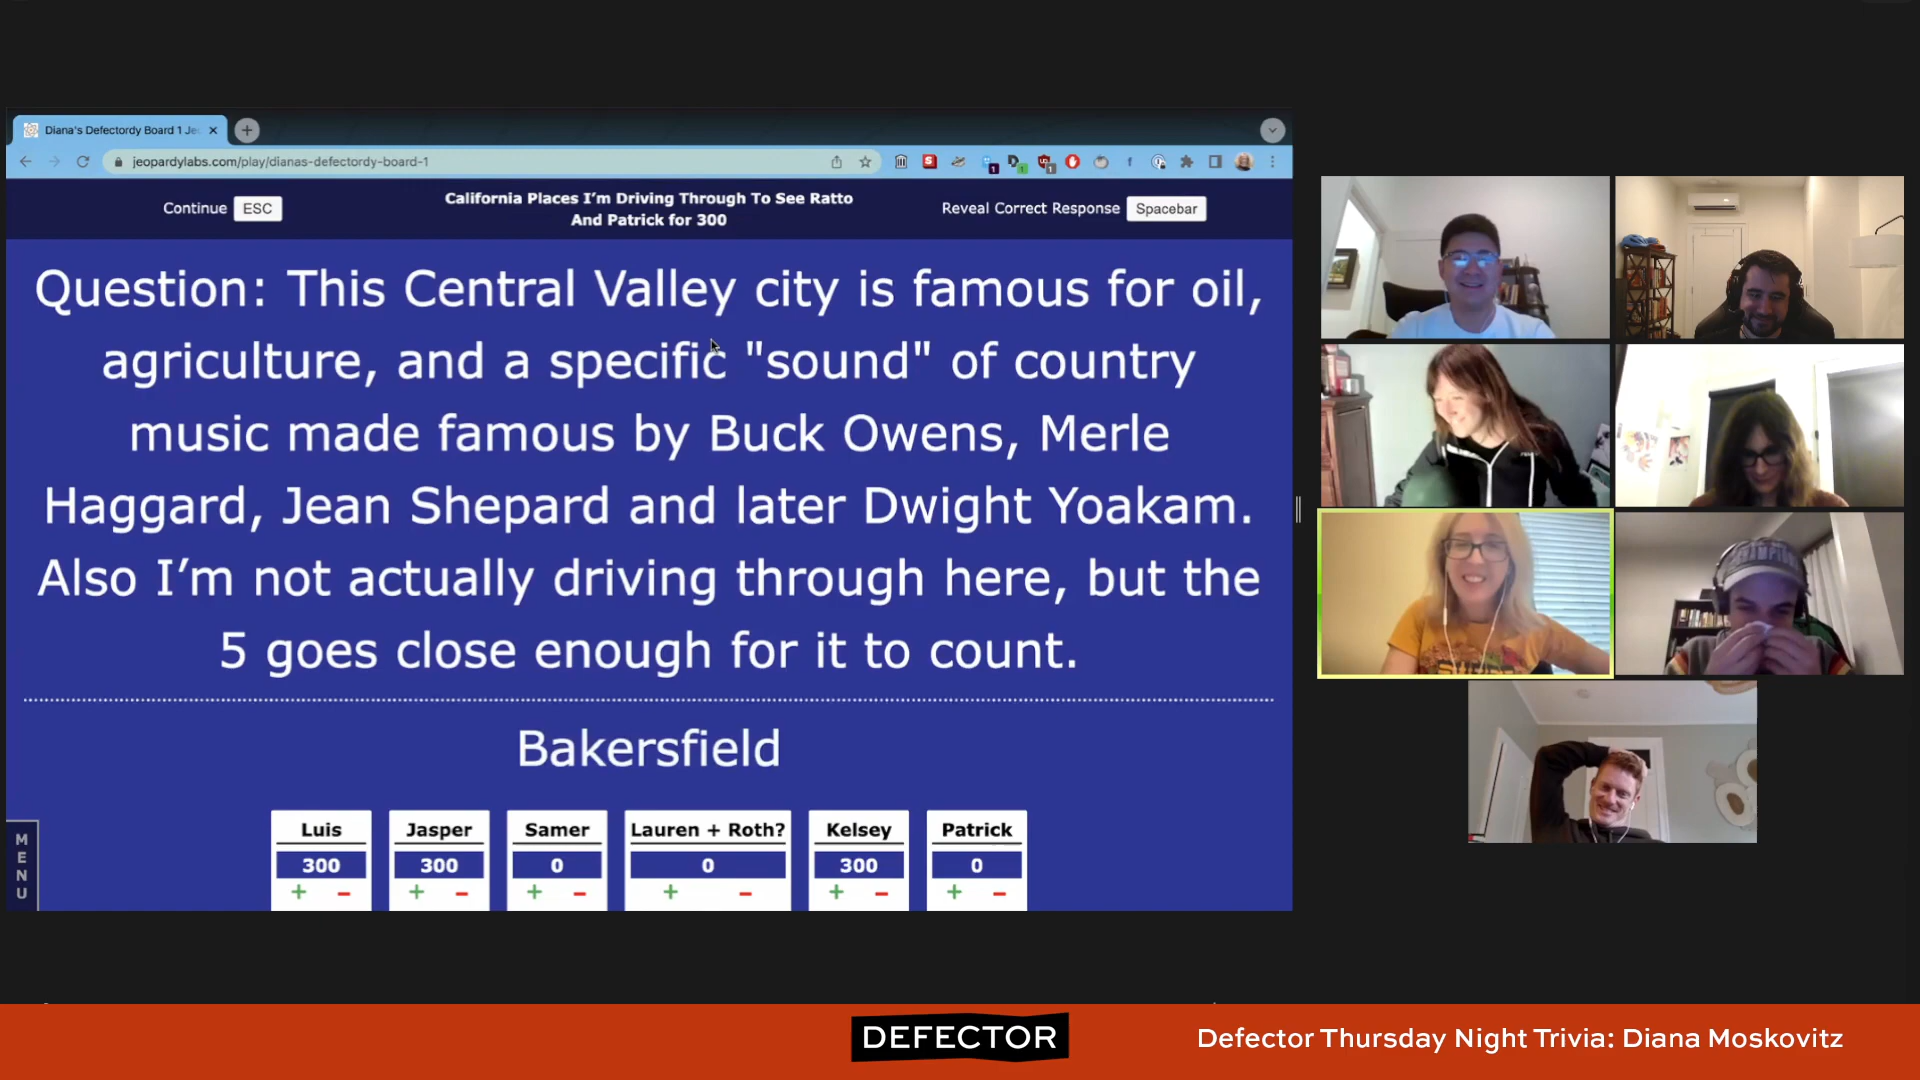 Diana's Defectordy Board 1 Je
jeopardylabs.com/play/dianas-defectordy-board-1
Continue ESC
California Places I'm Driving Through To See Ratto
And Patrick for 300
Reveal Correct Response Spacebar
Question: This Central Valley city is famous for oil,
agriculture, and a specific "sound" of country
music made famous by Buck Owens, Merle
Haggard, Jean Shepard and later Dwight Yoakam.
Also I'm not actually driving through here, but the
5 goes close enough for it to count.
Bakersfield
MENU
Luis Jasper Samer Lauren + Roth? Kelsey Patrick
300 300 0 0 300 0
+ − + − + − + − + − + −
DEFECTOR
Defector Thursday Night Trivia: Diana Moskovitz